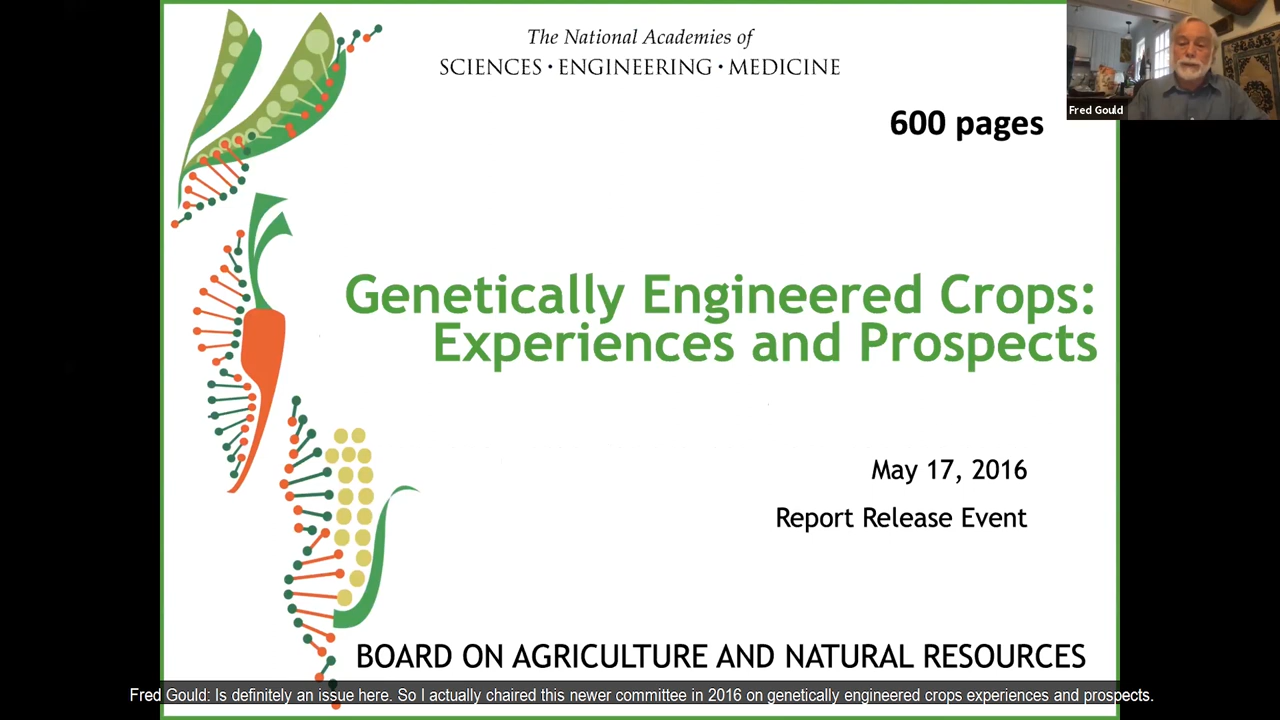 The National Academies of
SCIENCES • ENGINEERING • MEDICINE
600 pages
Fred Gould
Genetically Engineered Crops:
Experiences and Prospects
May 17, 2016
Report Release Event
BOARD ON AGRICULTURE AND NATURAL RESOURCES
Fred Gould: Is definitely an issue here. So I actually chaired this newer committee in 2016 on genetically engineered crops experiences and prospects.